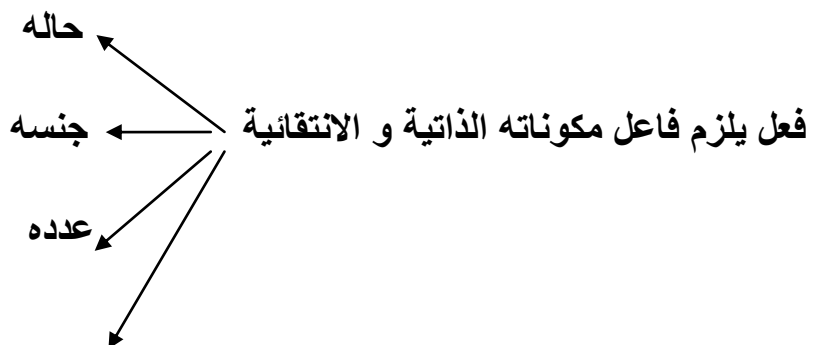 حاله
فعل يلزم فاعل مكوناته الذاتية و الانتقائية
جنسه
عدده